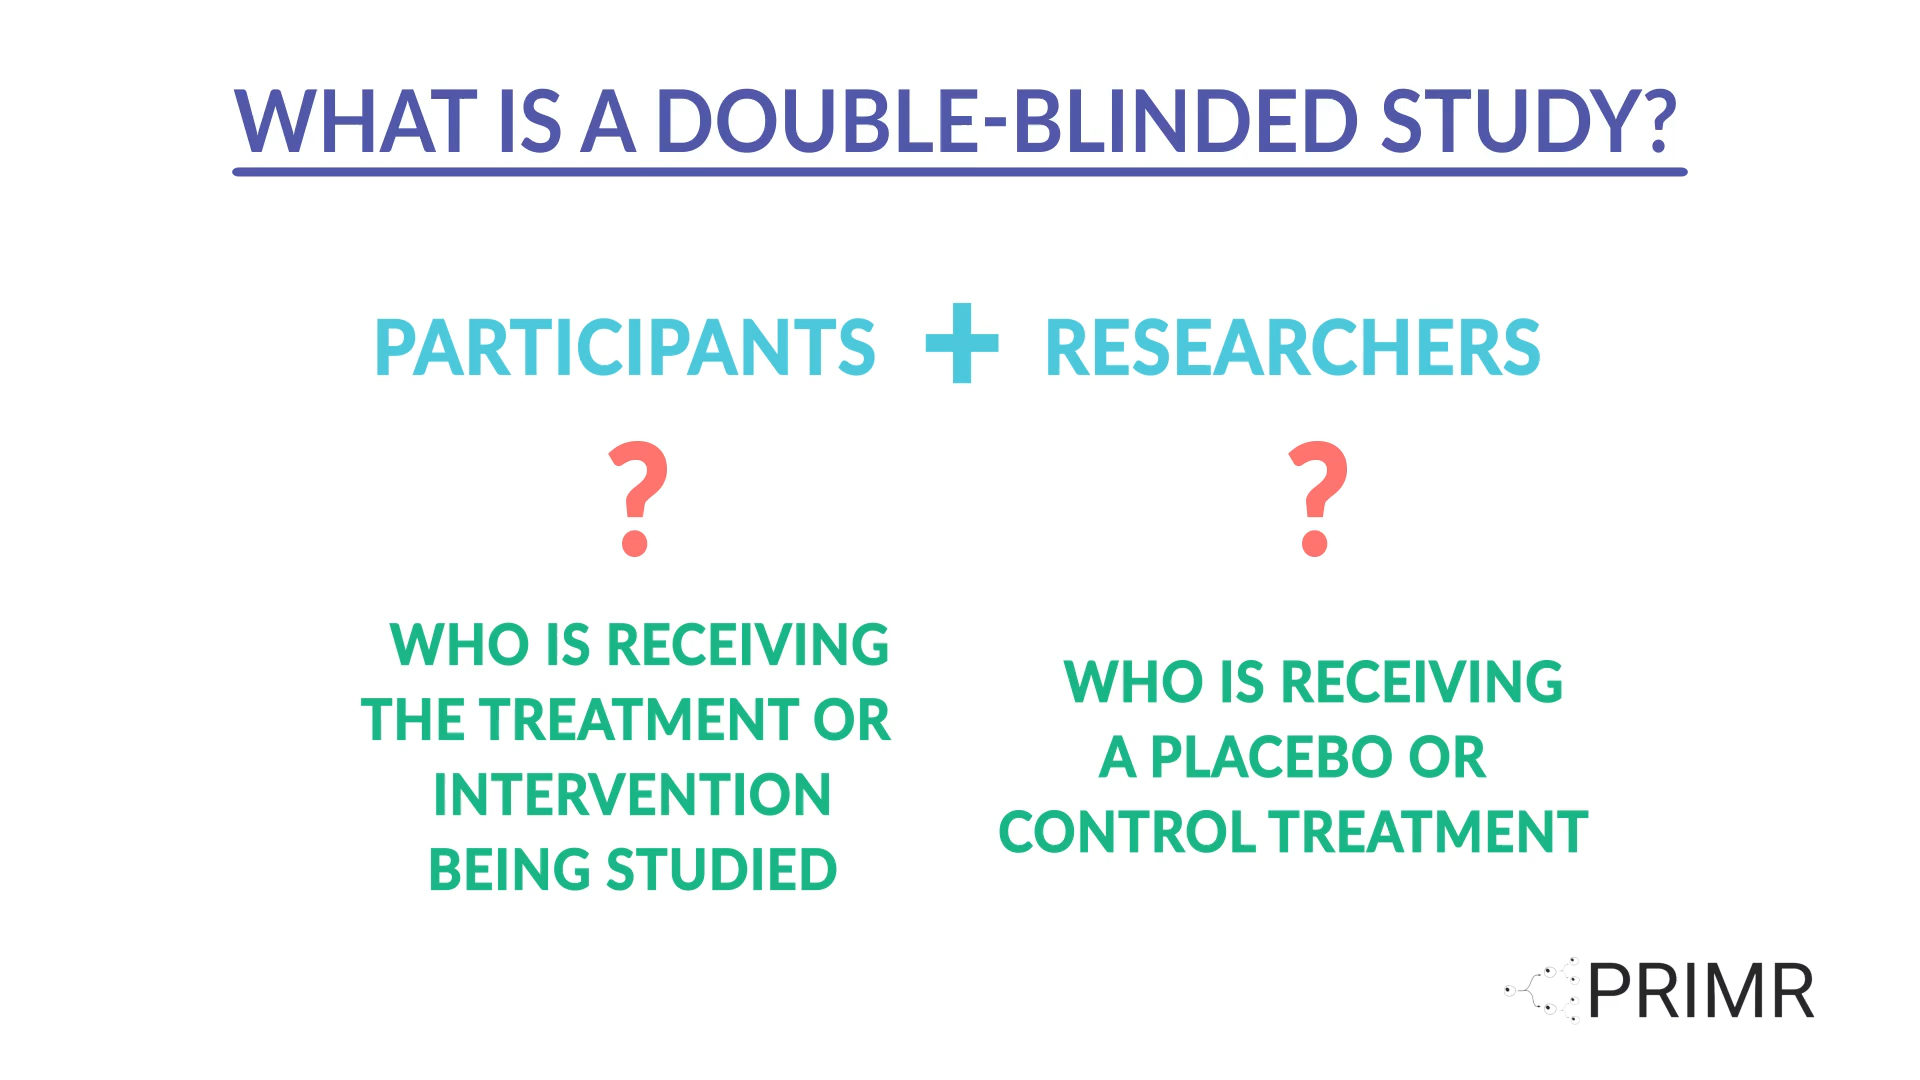 WHAT IS A DOUBLE-BLINDED STUDY?
PARTICIPANTS + RESEARCHERS
? ?
WHO IS RECEIVING
THE TREATMENT OR
INTERVENTION
BEING STUDIED
WHO IS RECEIVING
A PLACEBO OR
CONTROL TREATMENT
PRIMR